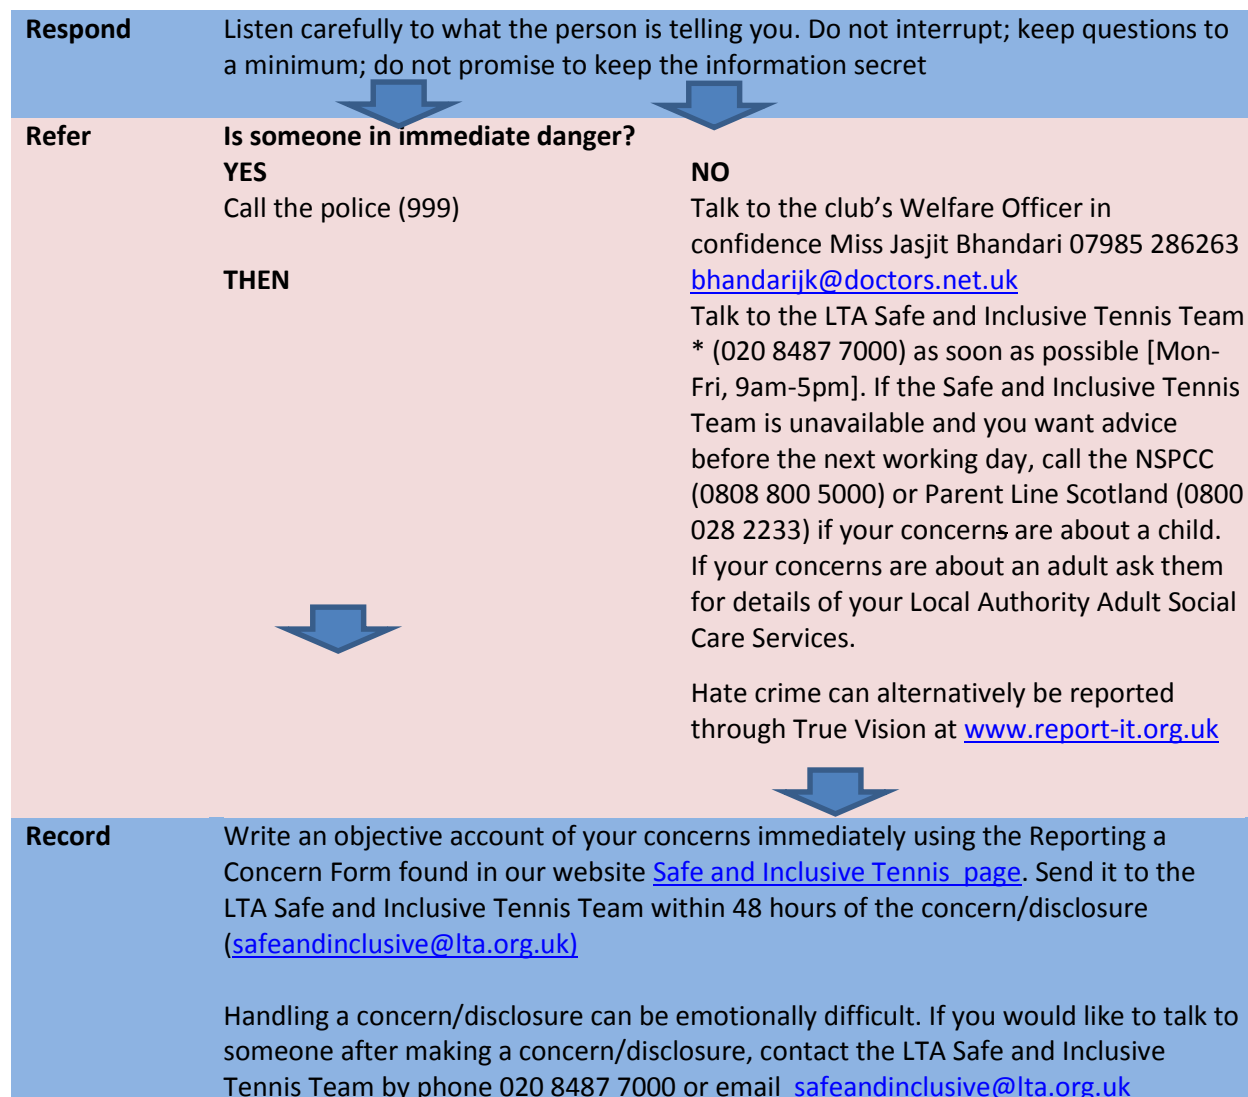 Respond
Listen carefully to what the person is telling you. Do not interrupt; keep questions to
a minimum; do not promise to keep the information secret
Refer
Is someone in immediate danger?
YES
Call the police (999)
THEN
NO
Talk to the club's Welfare Officer in
confidence Miss Jasjit Bhandari 07985 286263
bhandarijk@doctors.net.uk
Talk to the LTA Safe and Inclusive Tennis Team
* (020 8487 7000) as soon as possible [Mon-
Fri, 9am-5pm]. If the Safe and Inclusive Tennis
Team is unavailable and you want advice
before the next working day, call the NSPCC
(0808 800 5000) or Parent Line Scotland (0800
028 2233) if your concerns are about a child.
If your concerns are about an adult ask them
for details of your Local Authority Adult Social
Care Services.
Hate crime can alternatively be reported
through True Vision at www.report-it.org.uk
Record
Write an objective account of your concerns immediately using the Reporting a
Concern Form found in our website Safe and Inclusive Tennis  page. Send it to the
LTA Safe and Inclusive Tennis Team within 48 hours of the concern/disclosure
(safeandinclusive@lta.org.uk)
Handling a concern/disclosure can be emotionally difficult. If you would like to talk to
someone after making a concern/disclosure, contact the LTA Safe and Inclusive
Tennis Team by phone 020 8487 7000 or email  safeandinclusive@lta.org.uk